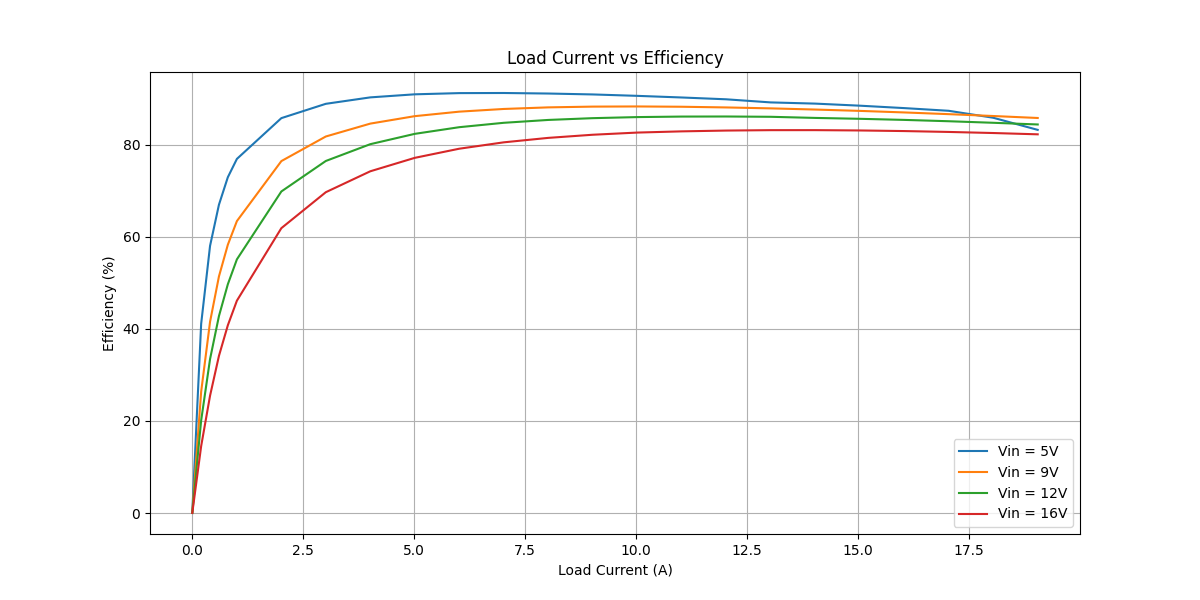 Load Current vs Efficiency
Efficiency (%)
80
60
40
20
0
0.0 2.5 5.0 7.5 10.0 12.5 15.0 17.5
Load Current (A)
Vin = 5V
Vin = 9V
Vin = 12V
Vin = 16V